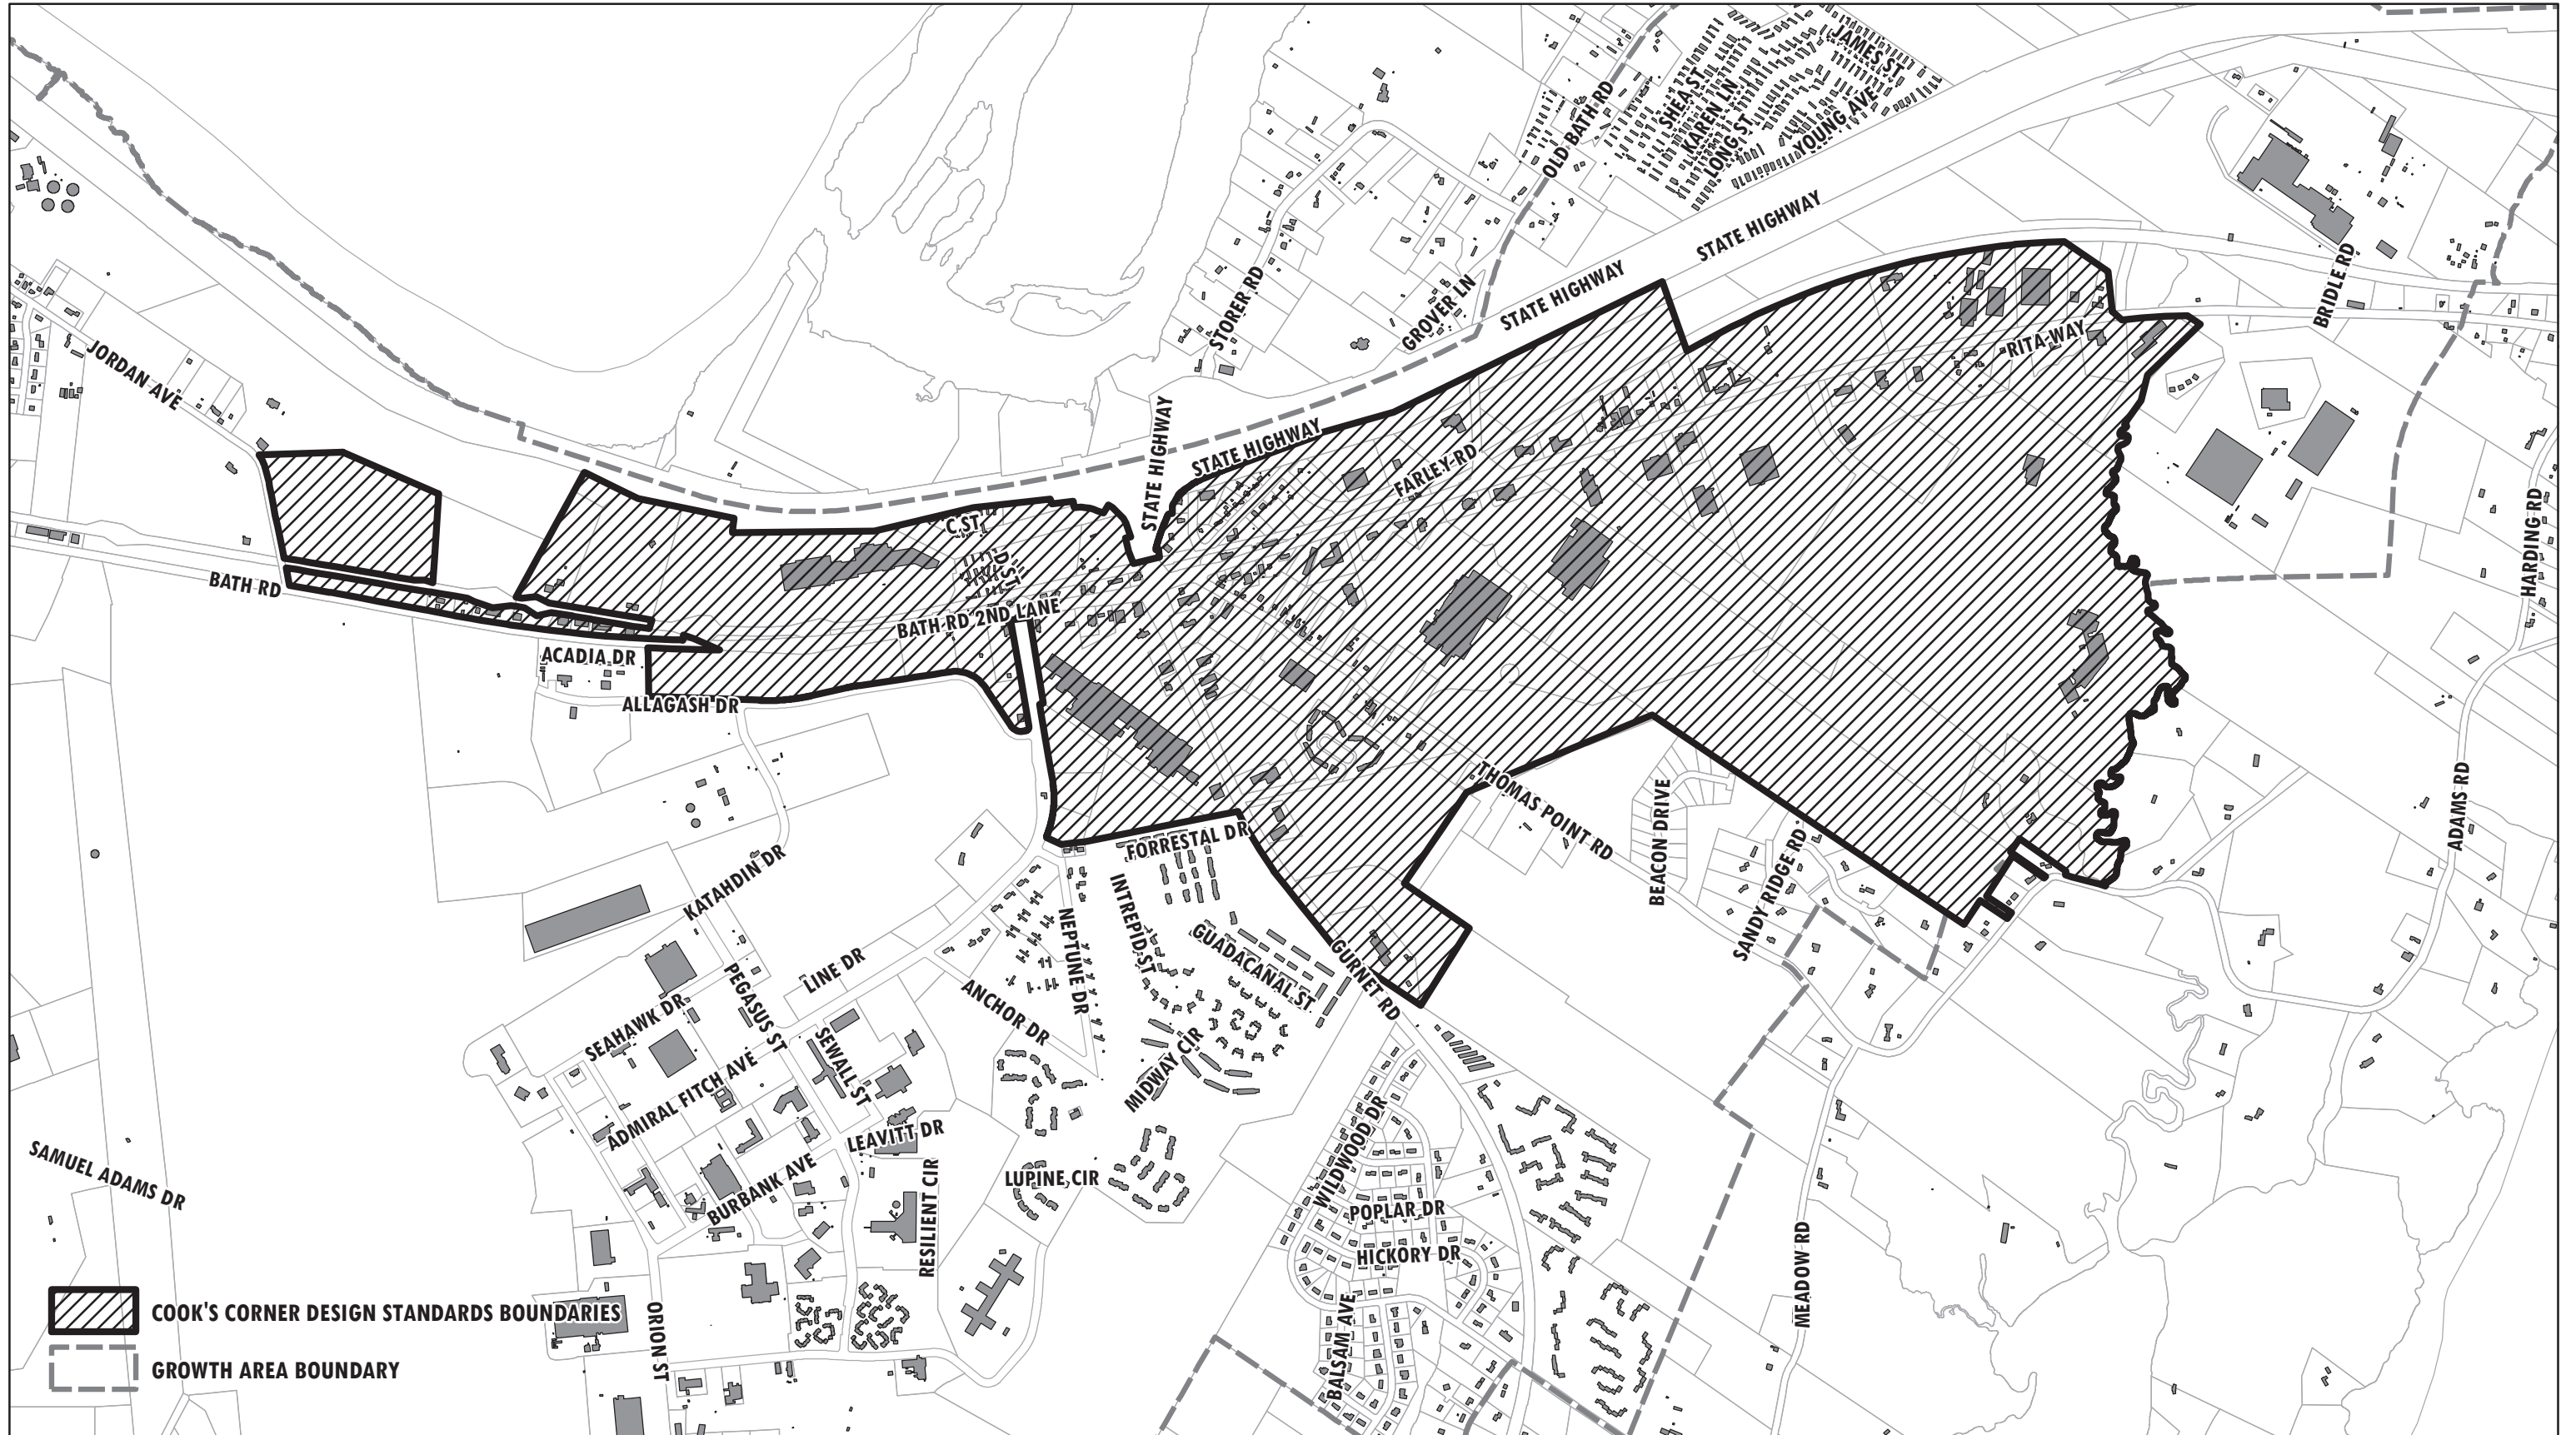 JAMES ST
SHEA ST
KAREN LN
LONG ST
YOUNG AVE
OLD BATH RD
STATE HIGHWAY
STATE HIGHWAY
STORER RD
GROVER LN
BRIDLE RD
RITA WAY
JORDAN AVE
STATE HIGHWAY
STATE HIGHWAY
FARLEY RD
C ST
D ST
HARDING RD
BATH RD
BATH RD 2ND LANE
ACADIA DR
ALLAGASH DR
THOMAS POINT RD
BEACON DRIVE
ADAMS RD
FORRESTAL DR
SANDY RIDGE RD
KATAHDIN DR
INTREPID ST
NEPTUNE DR
GUADACANAL ST
GURNET RD
LINE DR
PEGASUS ST
ANCHOR DR
SEAHAWK DR
SEWALL ST
MIDWAY CIR
ADMIRAL FITCH AVE
LEAVITT DR
WILDWOOD DR
SAMUEL ADAMS DR
BURBANK AVE
RESILIENT CIR
LUPINE CIR
POPLAR DR
HICKORY DR
MEADOW RD
BALSAM AVE
ORION ST
COOK'S CORNER DESIGN STANDARDS BOUNDARIES
GROWTH AREA BOUNDARY